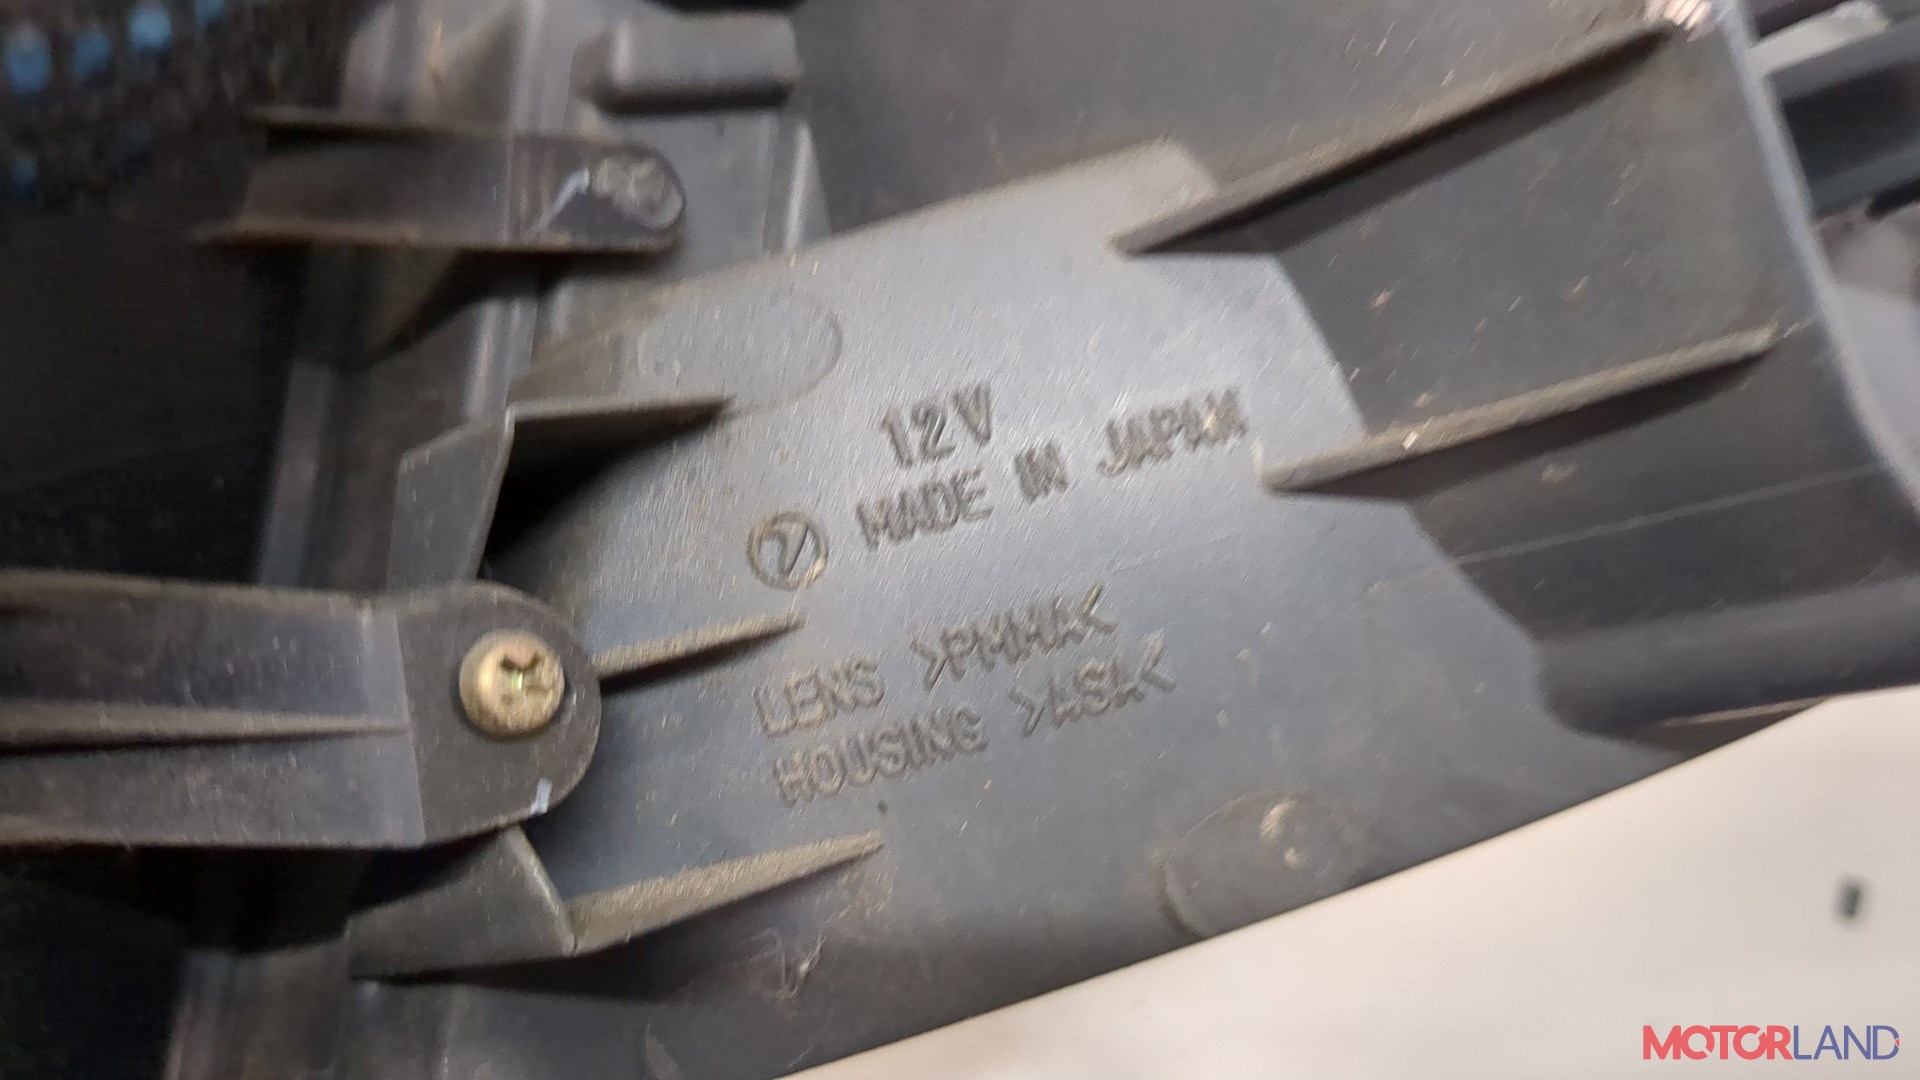 12V
MADE IN JAPAN
LENS >PMMA<
HOUSING >ASA<
MOTORLAND